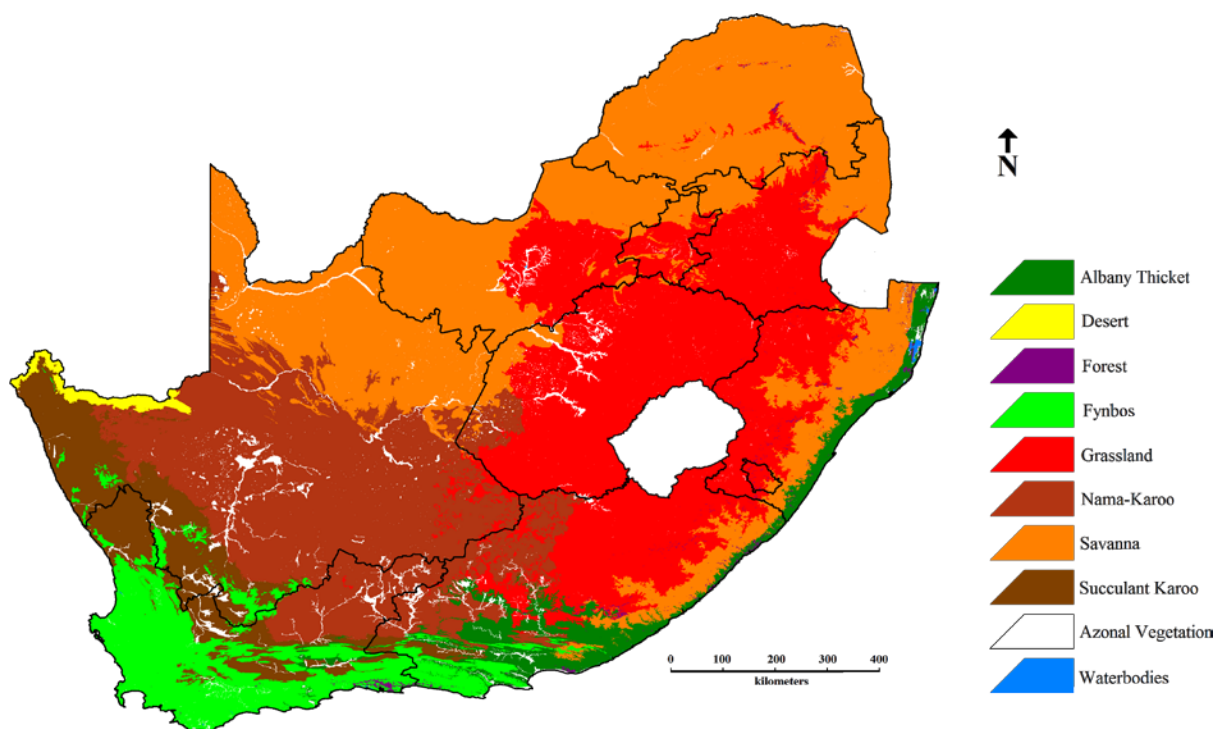 N
Albany Thicket
Desert
Forest
Fynbos
Grassland
Nama-Karoo
Savanna
Succulant Karoo
Azonal Vegetation
Waterbodies
0 100 200 300 400
kilometers